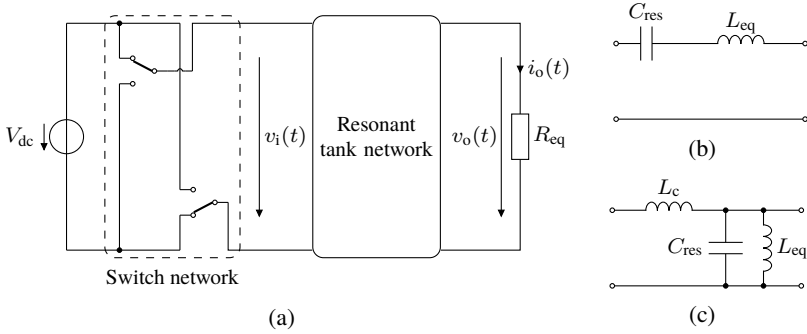 V_dc
v_i(t)
Resonant
tank network
v_o(t)
i_o(t)
R_eq
Switch network
(a)
C_res
L_eq
(b)
L_c
C_res
L_eq
(c)